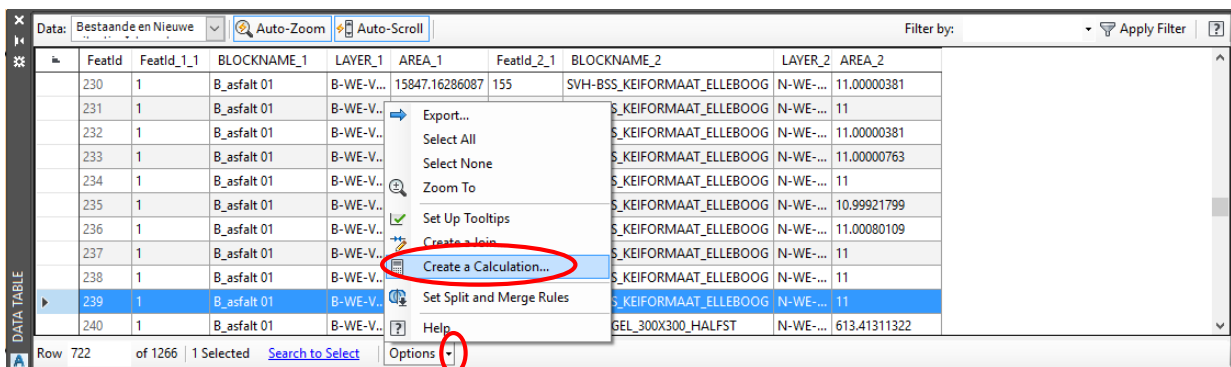 Data: Bestaande en Nieuwe Auto-Zoom Auto-Scroll Filter by: Apply Filter ?
FeatId FeatId_1_1 BLOCKNAME_1 LAYER_1 AREA_1 FeatId_2_1 BLOCKNAME_2 LAYER_2 AREA_2
230 1 B_asfalt 01 B-WE-V... 15847.16286087 155 SVH-BSS_KEIFORMAAT_ELLEBOOG N-WE-... 11.00000381
231 1 B_asfalt 01 B-WE-V... S_KEIFORMAAT_ELLEBOOG N-WE-... 11
232 1 B_asfalt 01 B-WE-V... S_KEIFORMAAT_ELLEBOOG N-WE-... 11.00000381
233 1 B_asfalt 01 B-WE-V... S_KEIFORMAAT_ELLEBOOG N-WE-... 11.00000763
234 1 B_asfalt 01 B-WE-V... S_KEIFORMAAT_ELLEBOOG N-WE-... 11
235 1 B_asfalt 01 B-WE-V... S_KEIFORMAAT_ELLEBOOG N-WE-... 10.99921799
236 1 B_asfalt 01 B-WE-V... S_KEIFORMAAT_ELLEBOOG N-WE-... 11.00080109
237 1 B_asfalt 01 B-WE-V... S_KEIFORMAAT_ELLEBOOG N-WE-... 11
238 1 B_asfalt 01 B-WE-V... S_KEIFORMAAT_ELLEBOOG N-WE-... 11
239 1 B_asfalt 01 B-WE-V... S_KEIFORMAAT_ELLEBOOG N-WE-... 11
240 1 B_asfalt 01 B-WE-V... GEL_300X300_HALFST N-WE-... 613.41311322
Export...
Select All
Select None
Zoom To
Set Up Tooltips
Create a Join
Create a Calculation...
Set Split and Merge Rules
? Help
DATA TABLE
Row 722 of 1266 1 Selected Search to Select Options